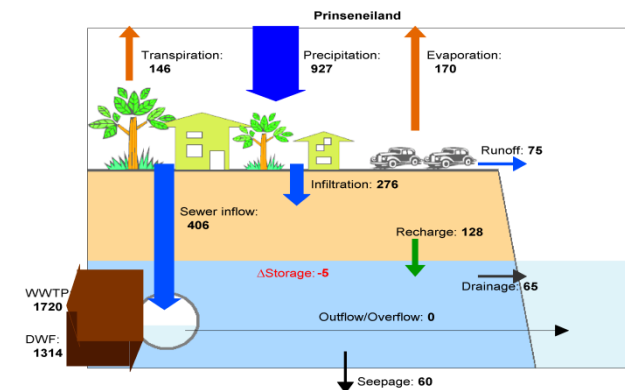 Prinseneiland
Transpiration:
146
Precipitation:
927
Evaporation:
170
Runoff: 75
Infiltration: 276
Sewer inflow:
406
Recharge: 128
ΔStorage: -5
Drainage: 65
WWTP
1720
Outflow/Overflow: 0
DWF:
1314
Seepage: 60